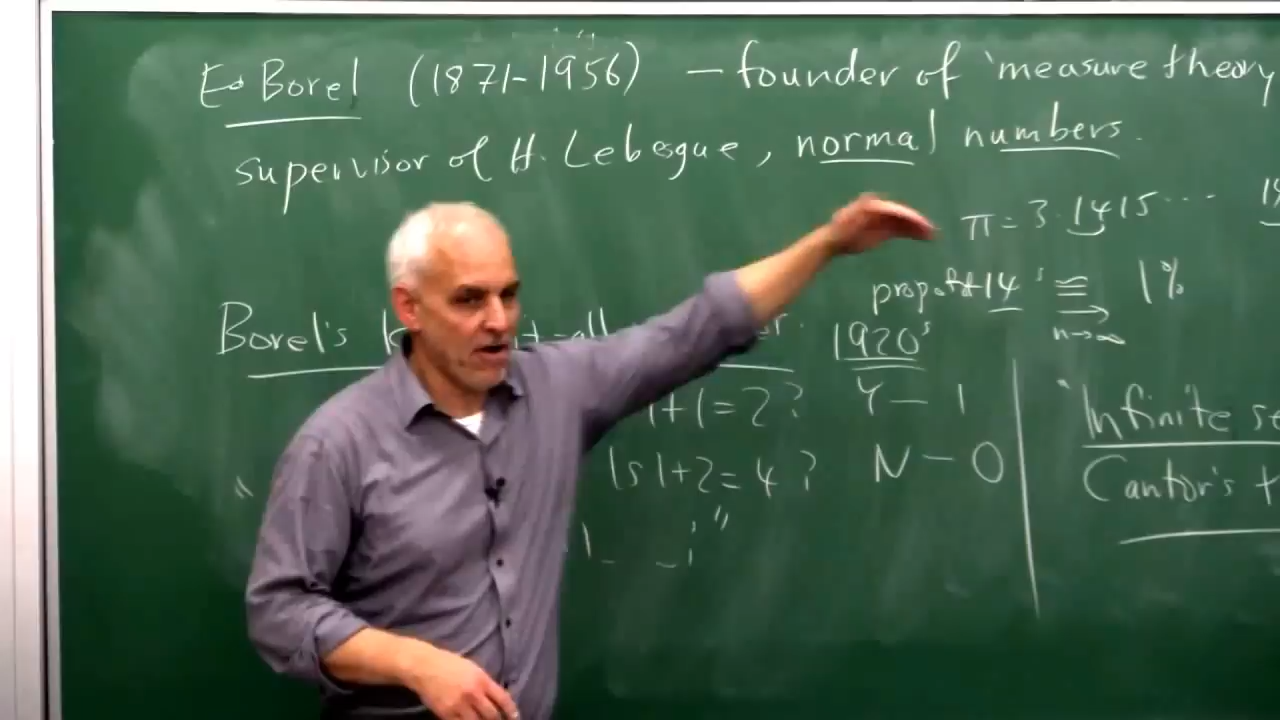 E. Borel (1871-1956) - founder of 'measure theory
supervisor of H. Lebesgue, normal numbers.
π = 3.1415...
prop of 14's ≅ 1%
n→∞
Borel's
1920's
1+1=2? Y - 1
Is 1+2=4? N - 0
'Infinite
Cantor's